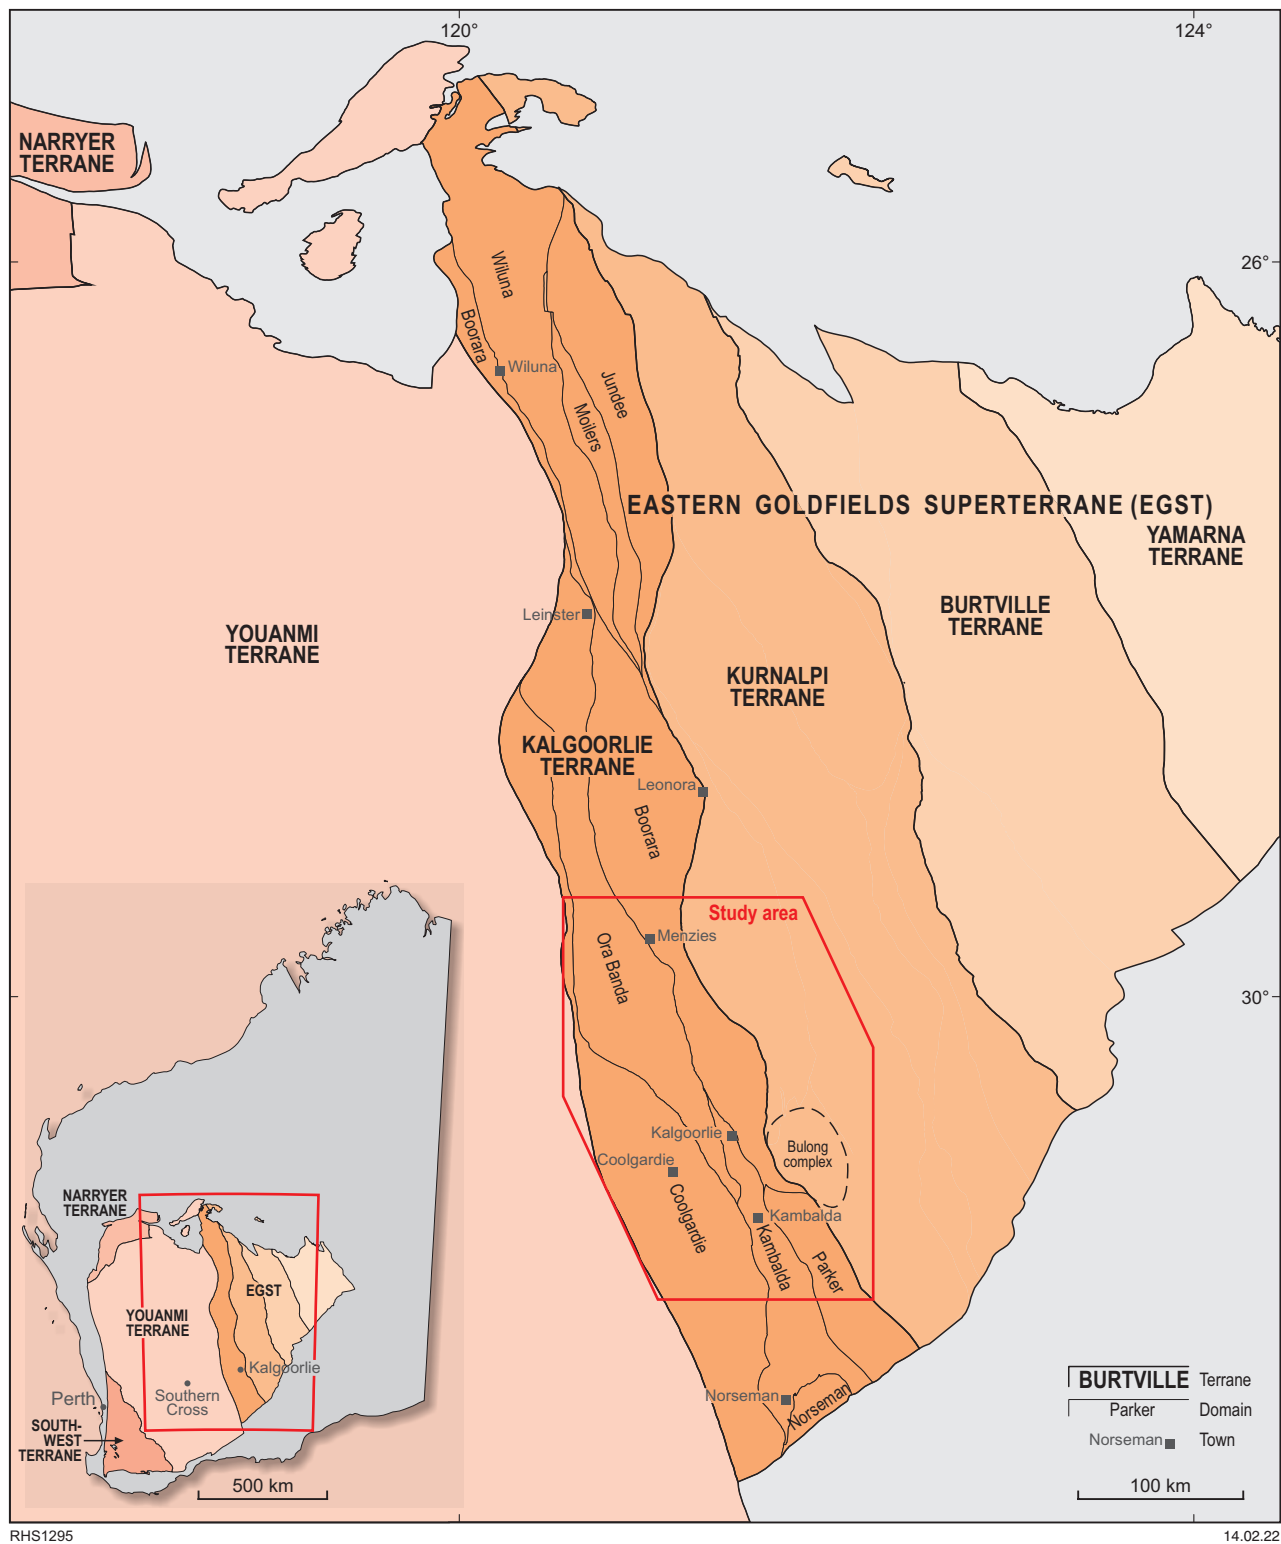 120°
124°
NARRYER
TERRANE
26°
Wiluna
Boorara
Wiluna
Jundee
Moilers
EASTERN GOLDFIELDS SUPERTERRANE (EGST)
YAMARNA
TERRANE
BURTVILLE
TERRANE
Leinster
YOUANMI
TERRANE
KURNALPI
TERRANE
KALGOORLIE
TERRANE
Leonora
Boorara
Study area
Menzies
Ora Banda
30°
Kalgoorlie
Bulong
complex
Coolgardie
Coolgardie
Kambalda
Kambalda
Parker
Norseman
Norseman
NARRYER
TERRANE
EGST
YOUANMI
TERRANE
Kalgoorlie
Southern
Cross
Perth
SOUTH-
WEST
TERRANE
500 km
BURTVILLE Terrane
Parker Domain
Norseman Town
100 km
RHS1295
14.02.22